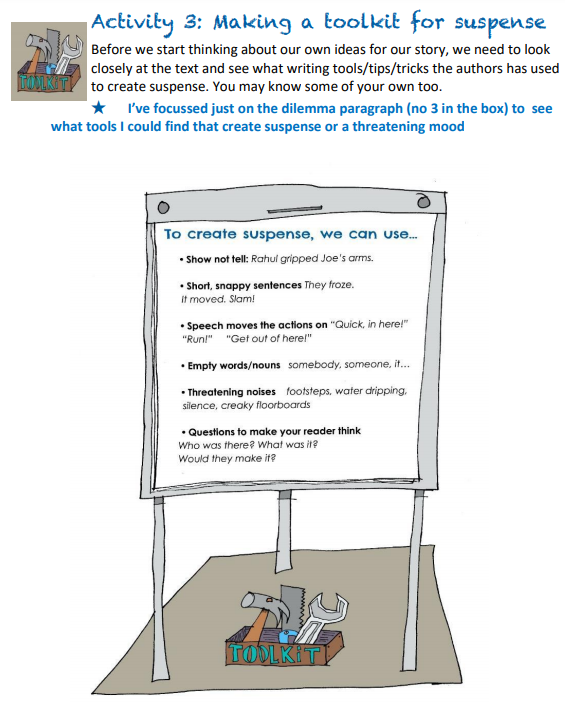 Activity 3: Making a toolkit for suspense
TOOLKIT
Before we start thinking about our own ideas for our story, we need to look
closely at the text and see what writing tools/tips/tricks the authors has used
to create suspense. You may know some of your own too.
★ I've focussed just on the dilemma paragraph (no 3 in the box) to see
what tools I could find that create suspense or a threatening mood
To create suspense, we can use...
• Show not tell: Rahul gripped Joe's arms.
• Short, snappy sentences They froze.
It moved. Slam!
• Speech moves the actions on "Quick, in here!"
"Run!" "Get out of here!"
• Empty words/nouns somebody, someone, it...
• Threatening noises footsteps, water dripping,
silence, creaky floorboards
• Questions to make your reader think
Who was there? What was it?
Would they make it?
TOOLKIT